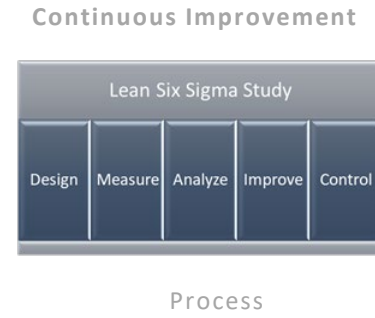 Continuous Improvement
Lean Six Sigma Study
Design Measure Analyze Improve Control
Process